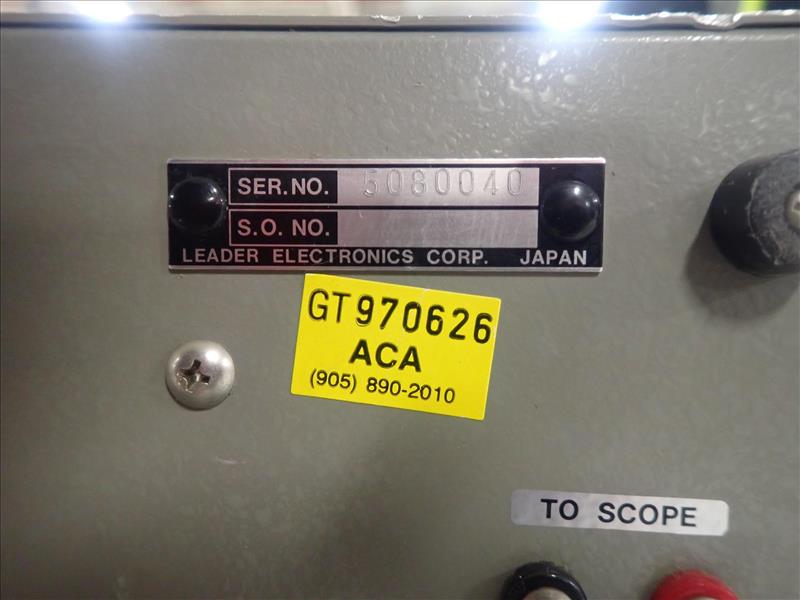 SER.NO. 5080040
S.O. NO.
LEADER ELECTRONICS CORP. JAPAN
GT970626
ACA
(905) 890-2010
TO SCOPE